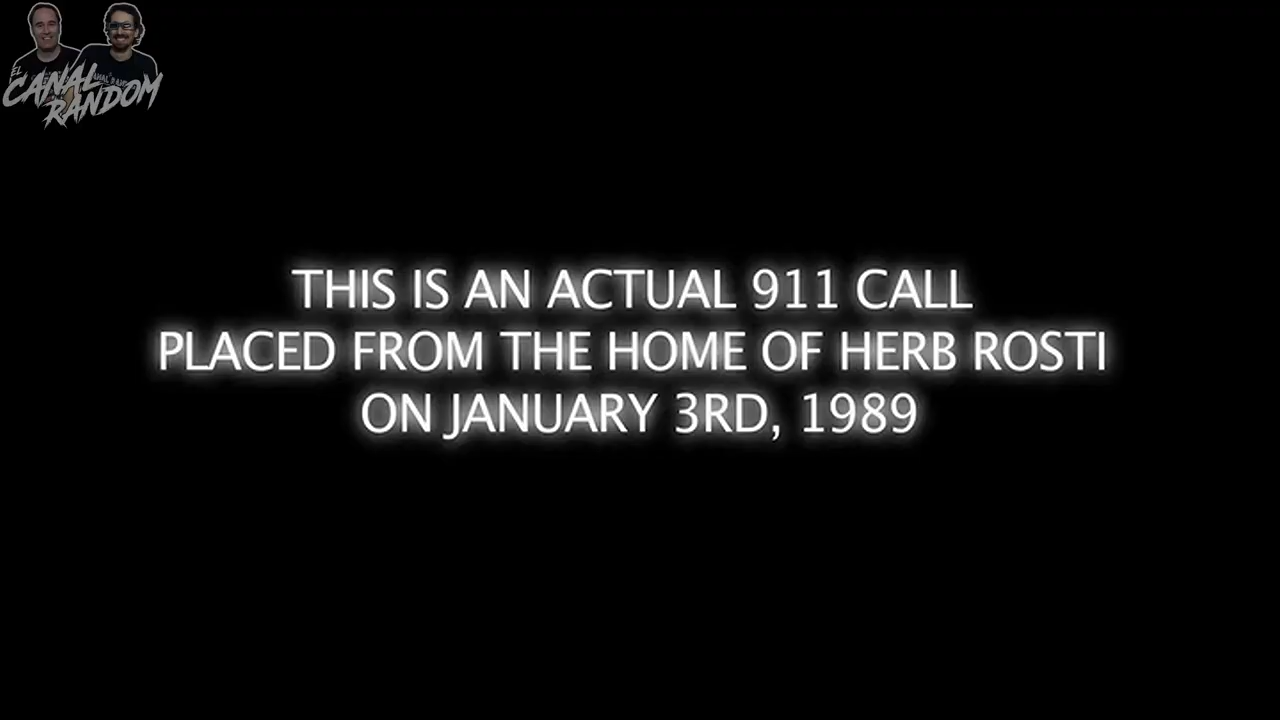 EL
CANAL
RANDOM
THIS IS AN ACTUAL 911 CALL
PLACED FROM THE HOME OF HERB ROSTI
ON JANUARY 3RD, 1989